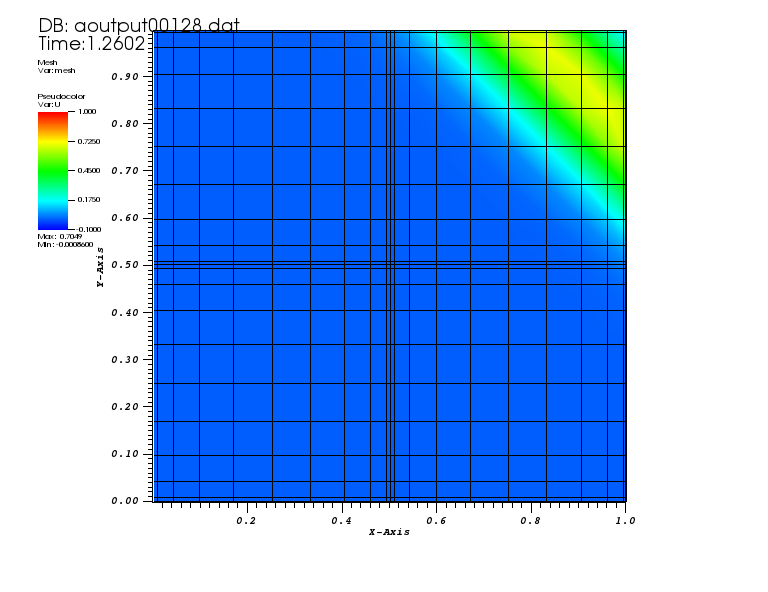 DB: aoutput00128.dat
Time:1.2602
Mesh
Var: mesh
Pseudocolor
Var: U
1.000
0.7250
0.4500
0.1750
-0.1000
Max: 0.7049
Min: -0.0008600
Y-Axis
0.90
0.80
0.70
0.60
0.50
0.40
0.30
0.20
0.10
0.00
0.2
0.4
0.6
0.8
1.0
X-Axis